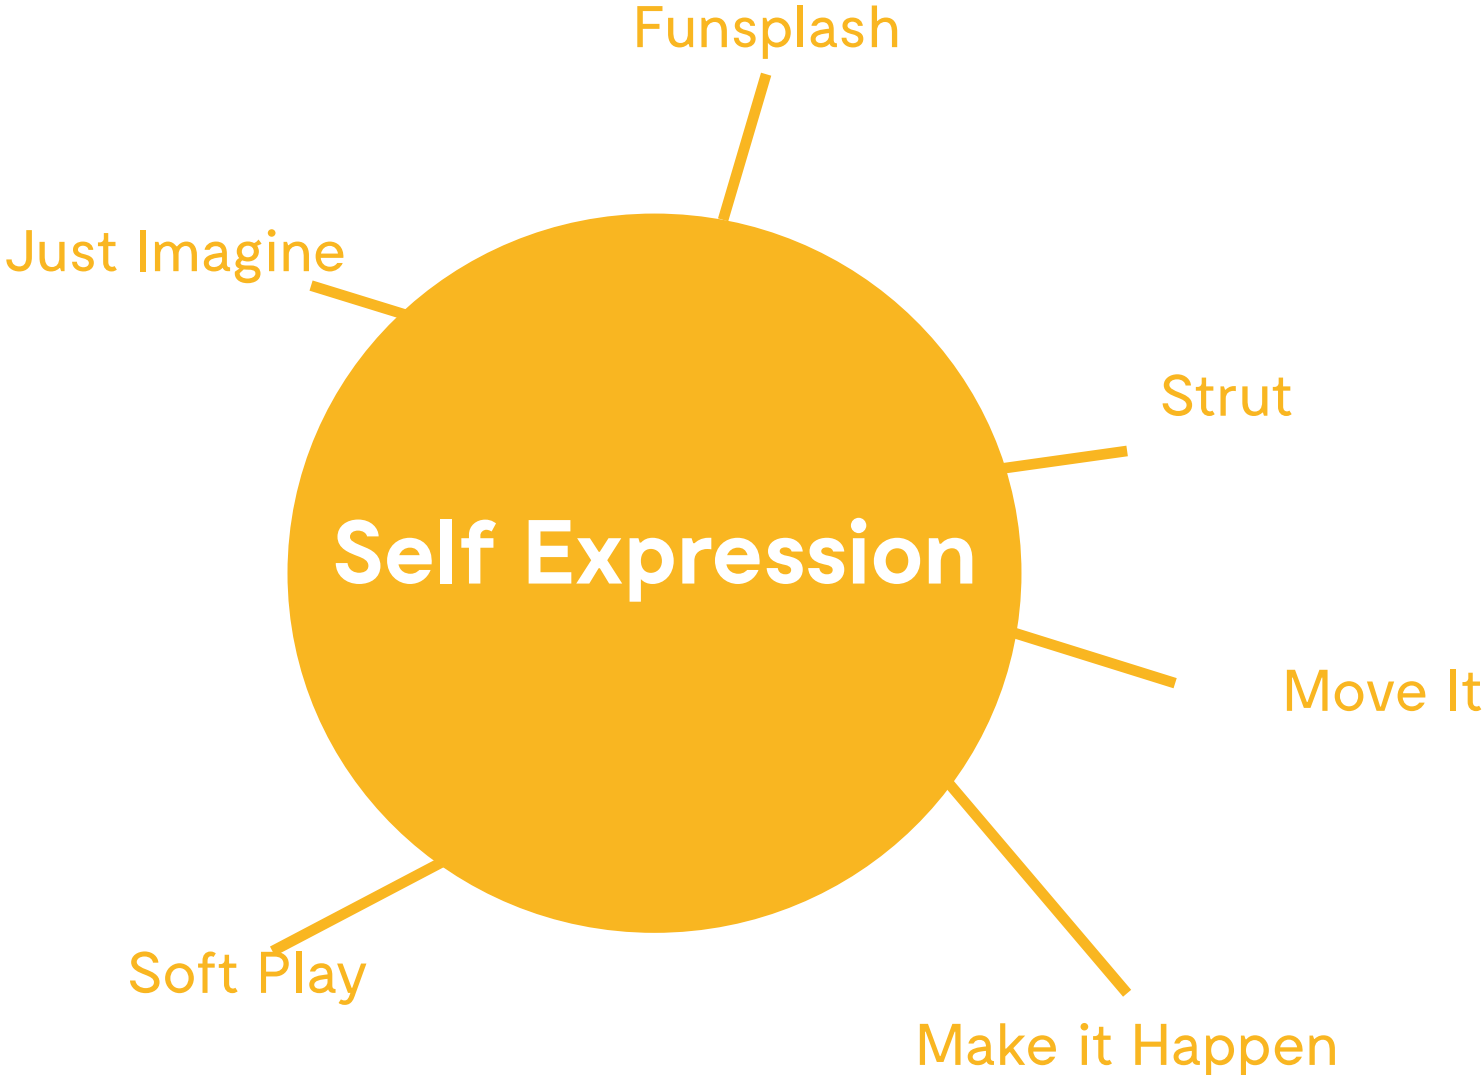 Funsplash
Just Imagine
Strut
Self Expression
Move It
Soft Play
Make it Happen